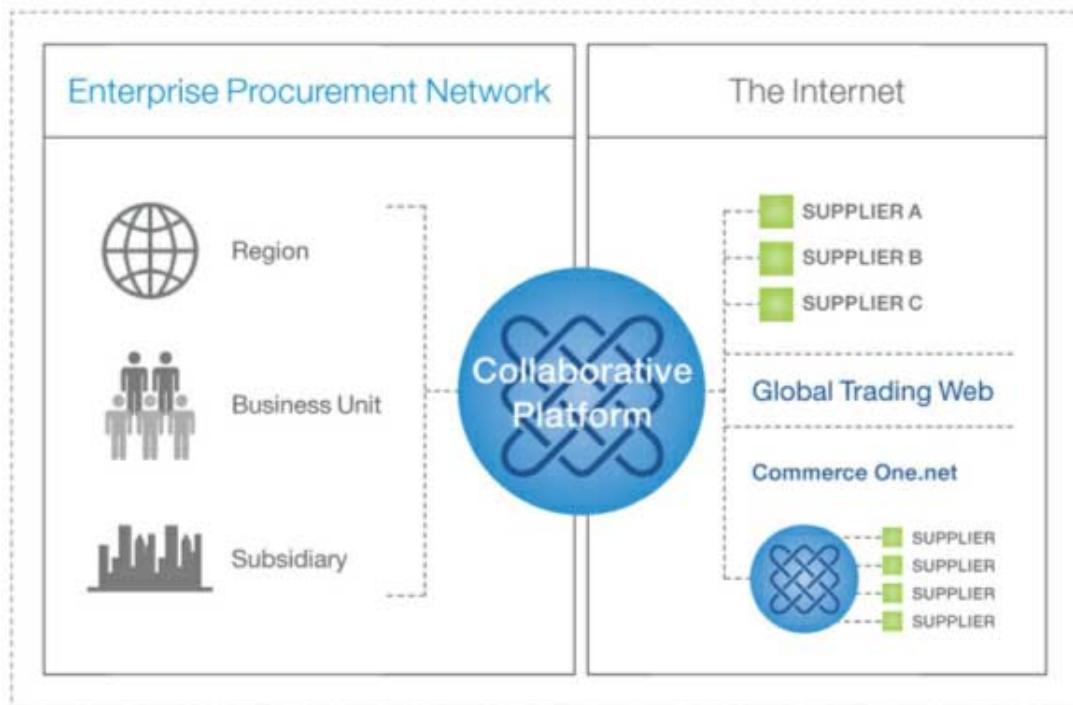 Enterprise Procurement Network
The Internet
Region
Business Unit
Subsidiary
Collaborative
Platform
SUPPLIER A
SUPPLIER B
SUPPLIER C
Global Trading Web
Commerce One.net
SUPPLIER
SUPPLIER
SUPPLIER
SUPPLIER